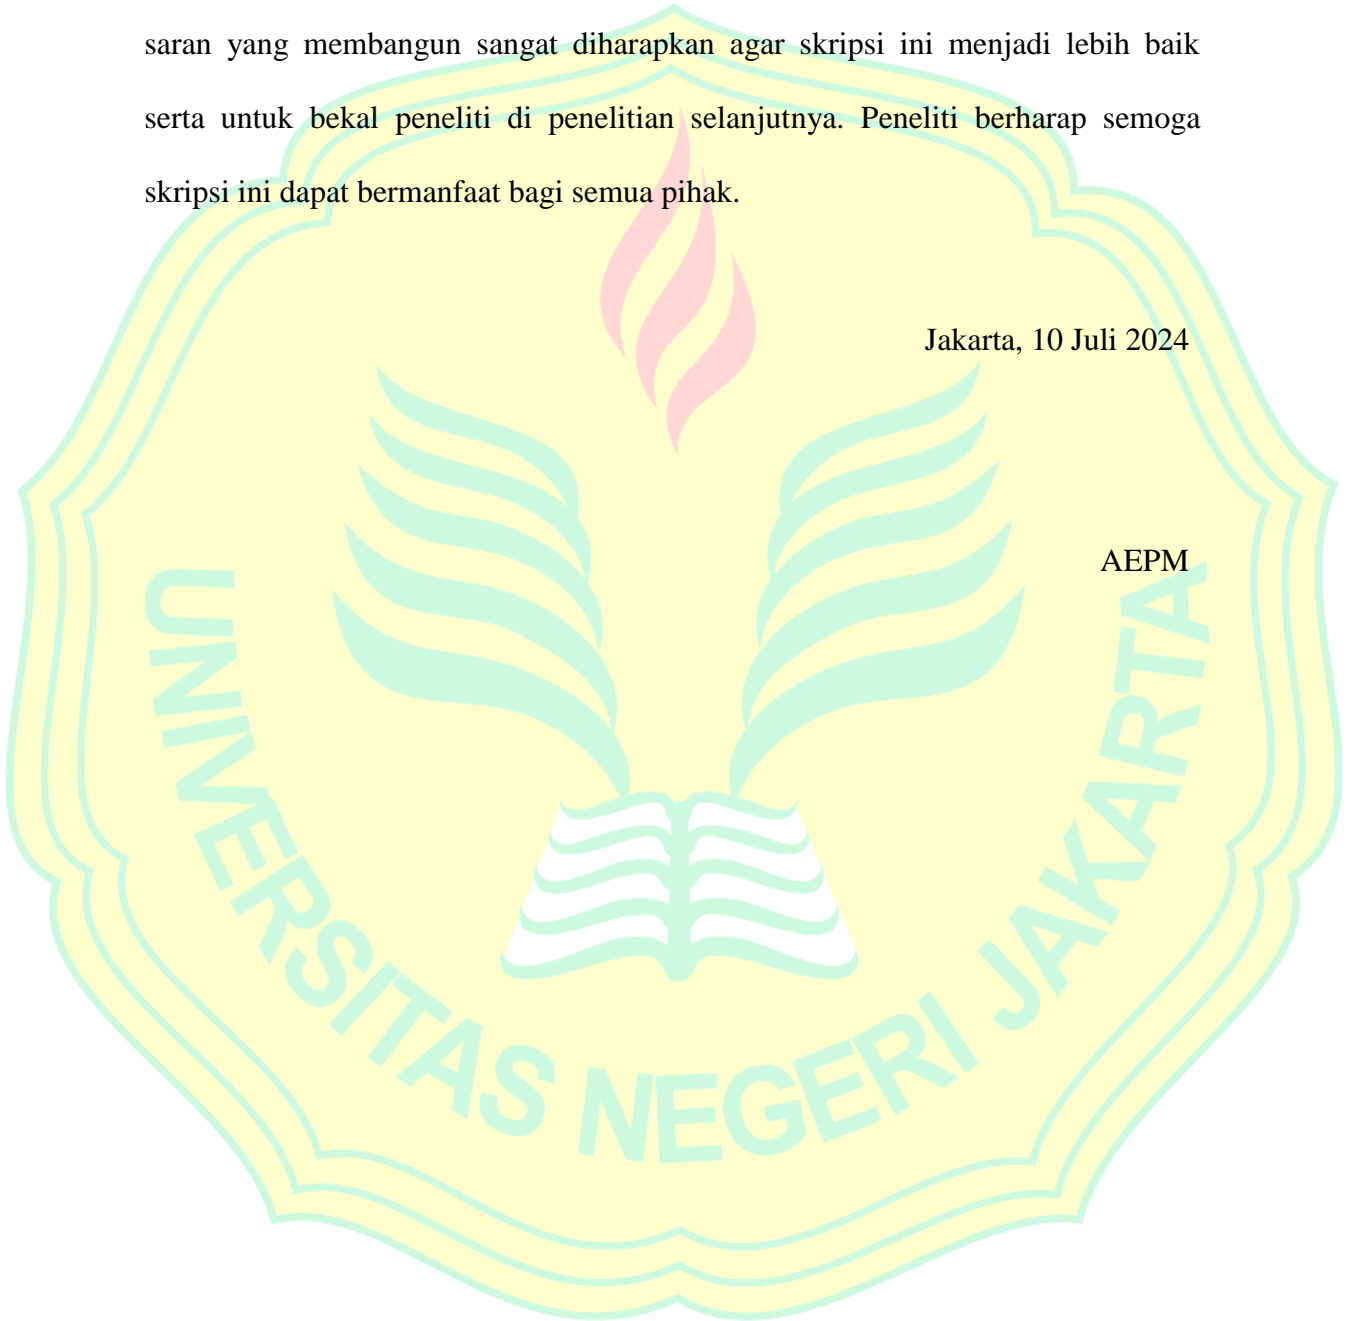 saran yang membangun sangat diharapkan agar skripsi ini menjadi lebih baik
serta untuk bekal peneliti di penelitian selanjutnya. Peneliti berharap semoga
skripsi ini dapat bermanfaat bagi semua pihak.
Jakarta, 10 Juli 2024
AEPM
UNIVERSITAS NEGERI JAKARTA